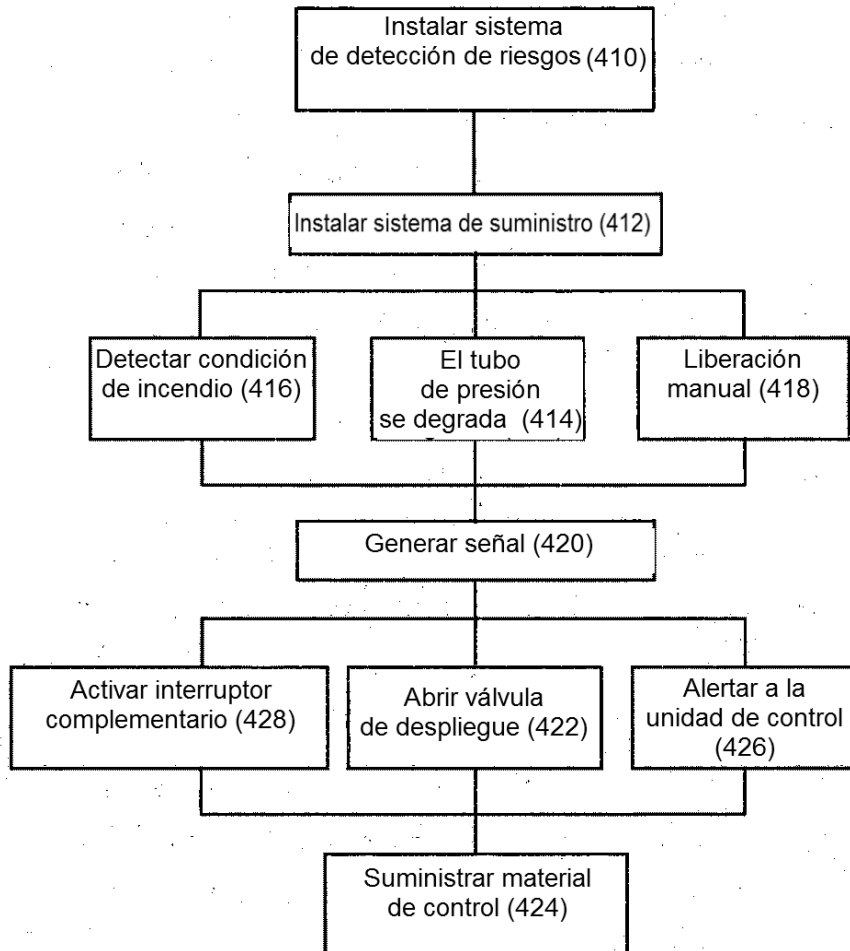 Instalar sistema
de detección de riesgos (410)
Instalar sistema de suministro (412)
Detectar condición
de incendio (416)
El tubo
de presión
se degrada (414)
Liberación
manual (418)
Generar señal (420)
Activar interruptor
complementario (428)
Abrir válvula
de despliegue (422)
Alertar a la
unidad de control
(426)
Suministrar material
de control (424)